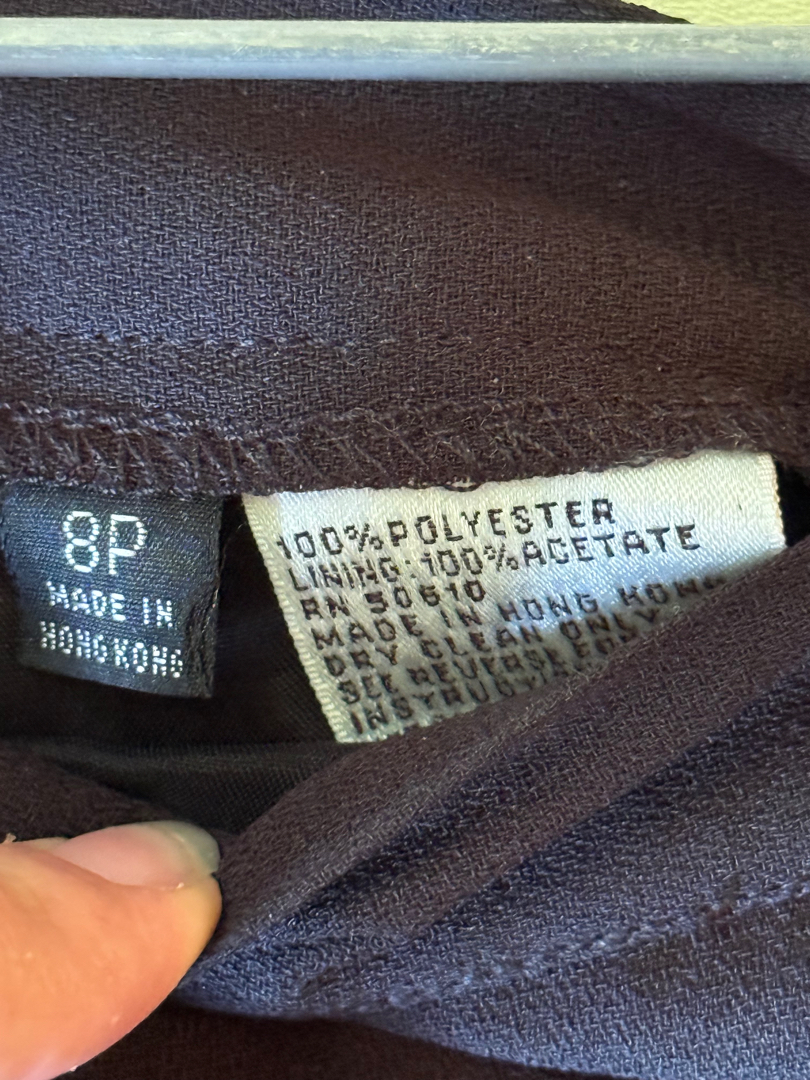 8P
MADE IN
HONG KONG
100% POLYESTER
LINING: 100% ACETATE
RN 50610
MADE IN HONG KONG
DRY CLEAN ONLY
SEE REVERSE FOR